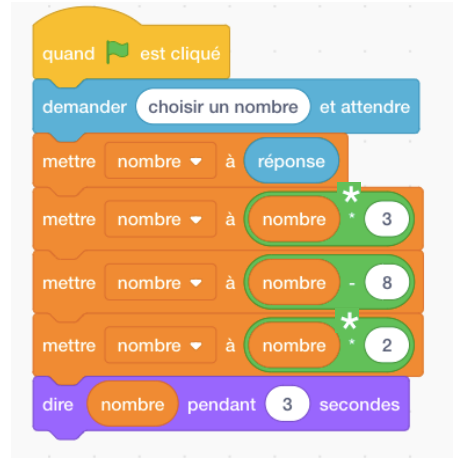 quand est cliqué
demander choisir un nombre et attendre
mettre nombre à réponse
mettre nombre à nombre * 3
mettre nombre à nombre - 8
mettre nombre à nombre * 2
dire nombre pendant 3 secondes